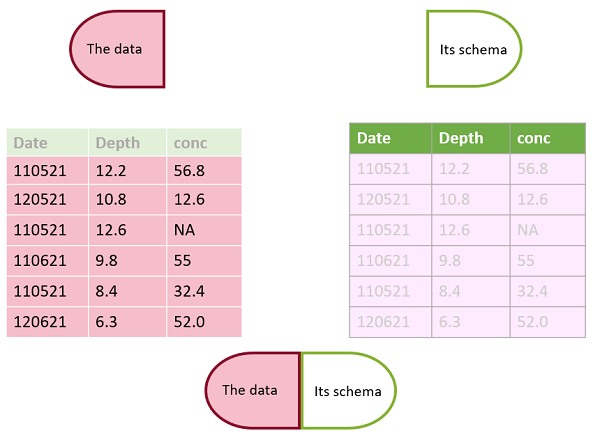 The data
Its schema
Date Depth conc
110521 12.2 56.8
120521 10.8 12.6
110521 12.6 NA
110621 9.8 55
110521 8.4 32.4
120621 6.3 52.0
Date Depth conc
110521 12.2 56.8
120521 10.8 12.6
110521 12.6 NA
110621 9.8 55
110521 8.4 32.4
120621 6.3 52.0
The data
Its schema